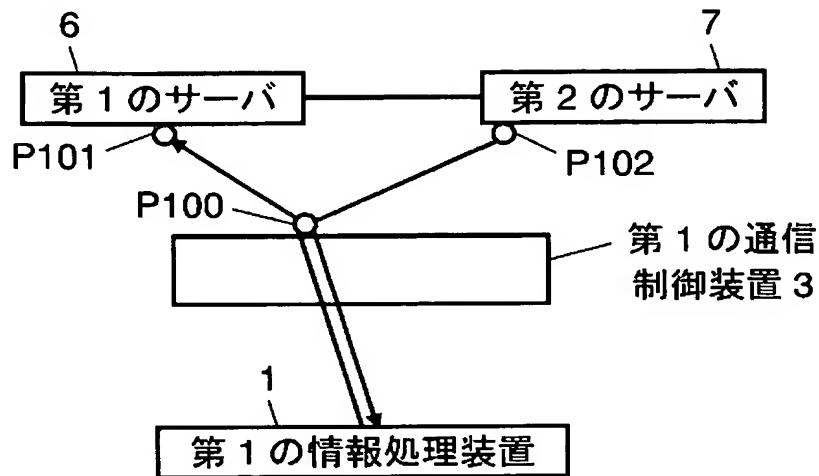 6
7
第1のサーバ
第2のサーバ
P101
P102
P100
第1の通信
制御装置3
1
第1の情報処理装置